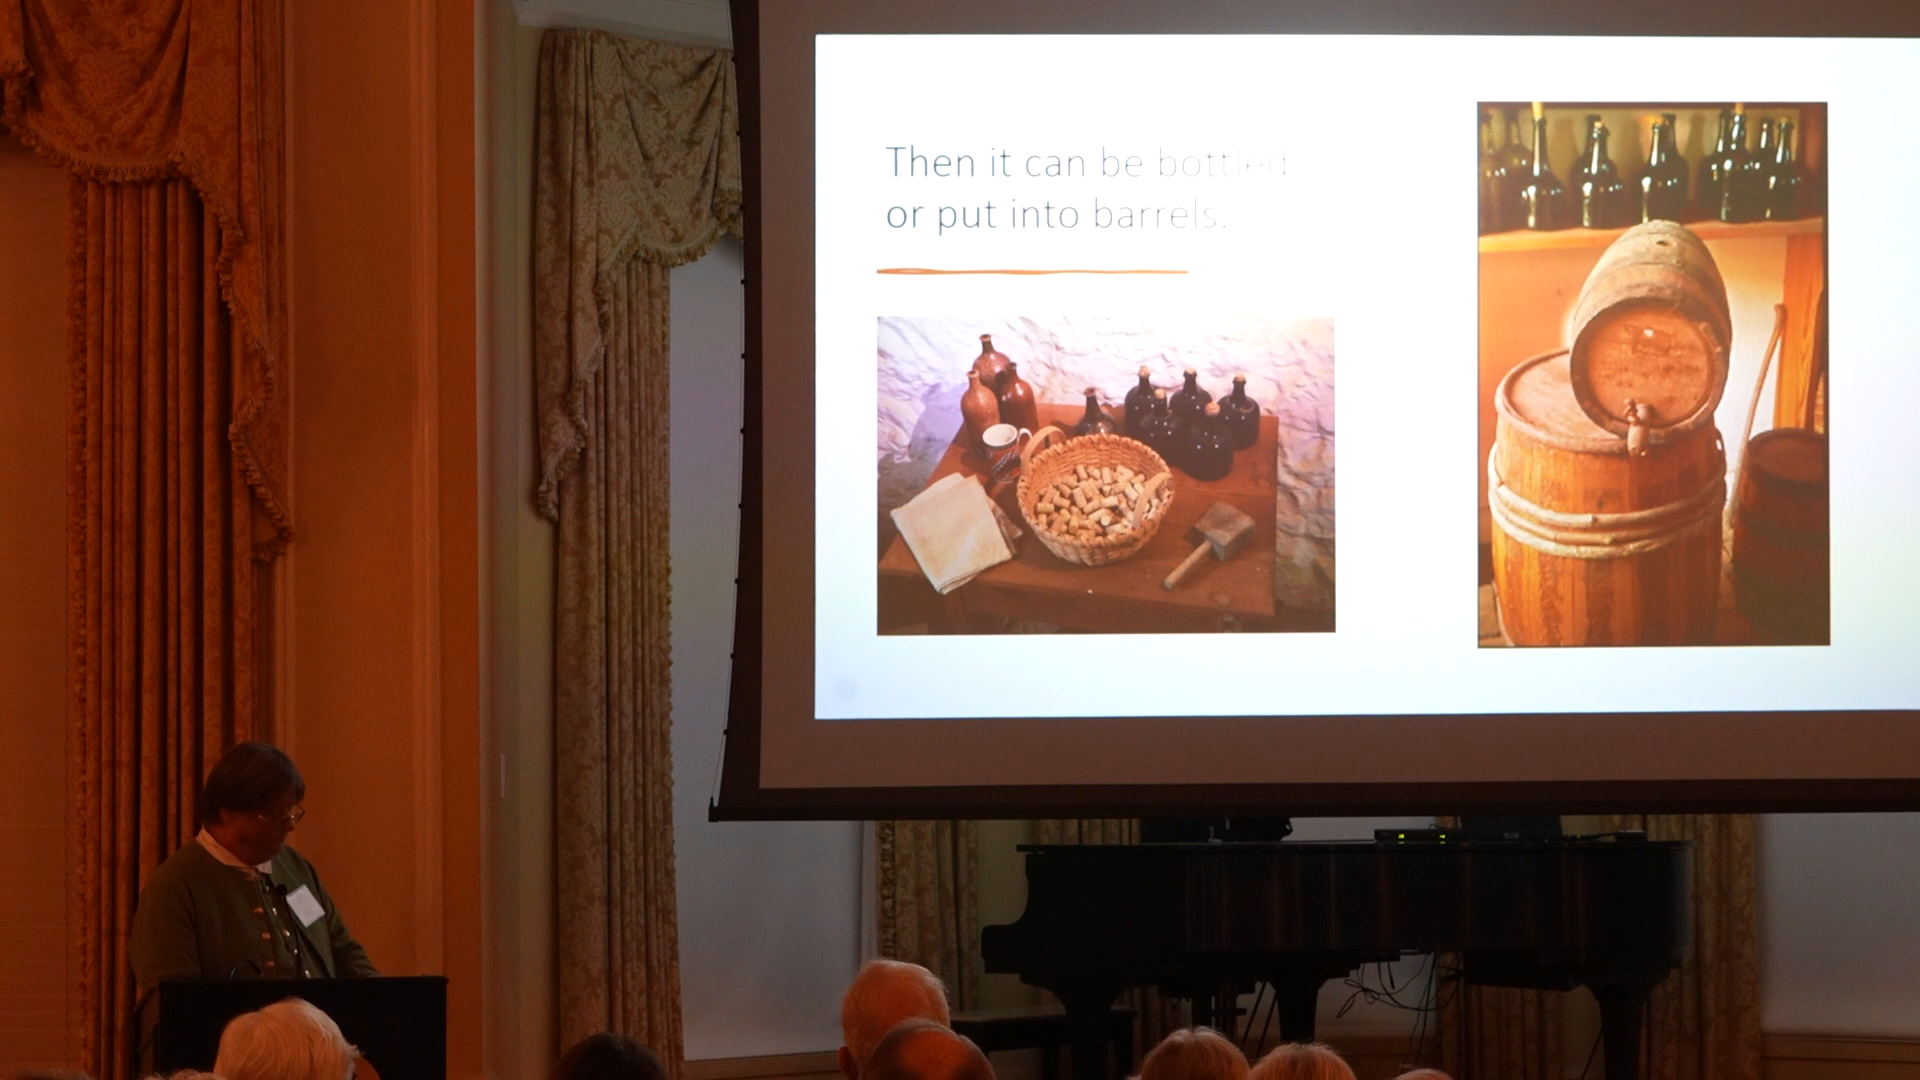 Then it can be bottled
or put into barrels.